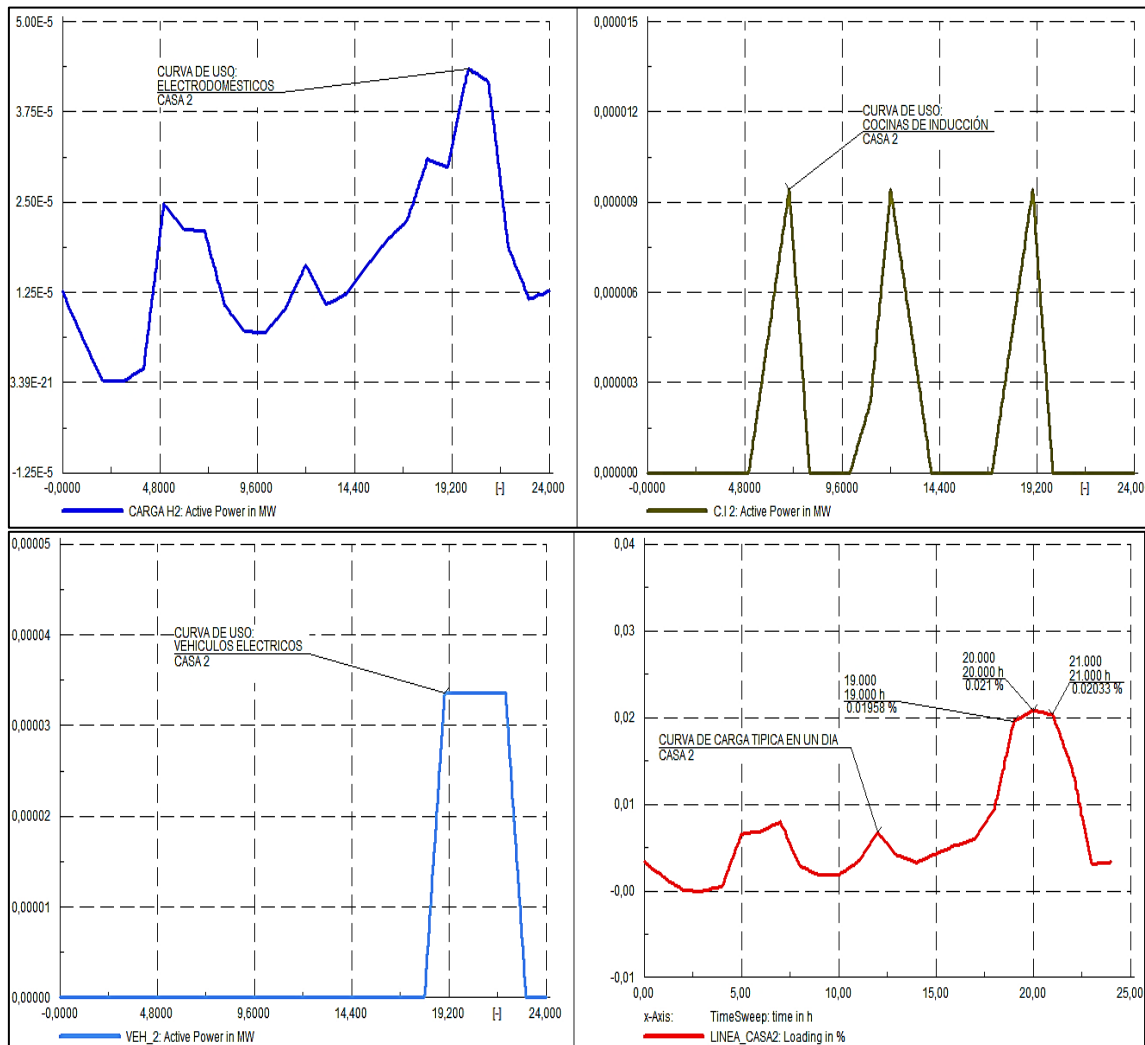 5.00E-5
3.75E-5
2.50E-5
1.25E-5
3.39E-21
-1.25E-5
CURVA DE USO:
ELECTRODOMÉSTICOS
CASA 2
-0,0000 4,8000 9,6000 14,400 19,200 [-] 24,000
CARGA H2: Active Power in MW
0,000015
0,000012
0,000009
0,000006
0,000003
0,000000
CURVA DE USO:
COCINAS DE INDUCCIÓN
CASA 2
-0,0000 4,8000 9,6000 14,400 19,200 [-] 24,00
C.I 2: Active Power in MW
0,00005
0,00004
0,00003
0,00002
0,00001
0,00000
CURVA DE USO:
VEHICULOS ELECTRICOS
CASA 2
-0,0000 4,8000 9,6000 14,400 19,200 [-] 24,000
VEH_2: Active Power in MW
0,04
0,03
0,02
0,01
-0,00
-0,01
19.000
19.000 h
0.01958 %
20.000
20.000 h
0.021 %
21.000
21.000 h
0.02033 %
CURVA DE CARGA TIPICA EN UN DIA
CASA 2
0,00 5,00 10,00 15,00 20,00 25,00
x-Axis: TimeSweep: time in h
LINEA_CASA2: Loading in %